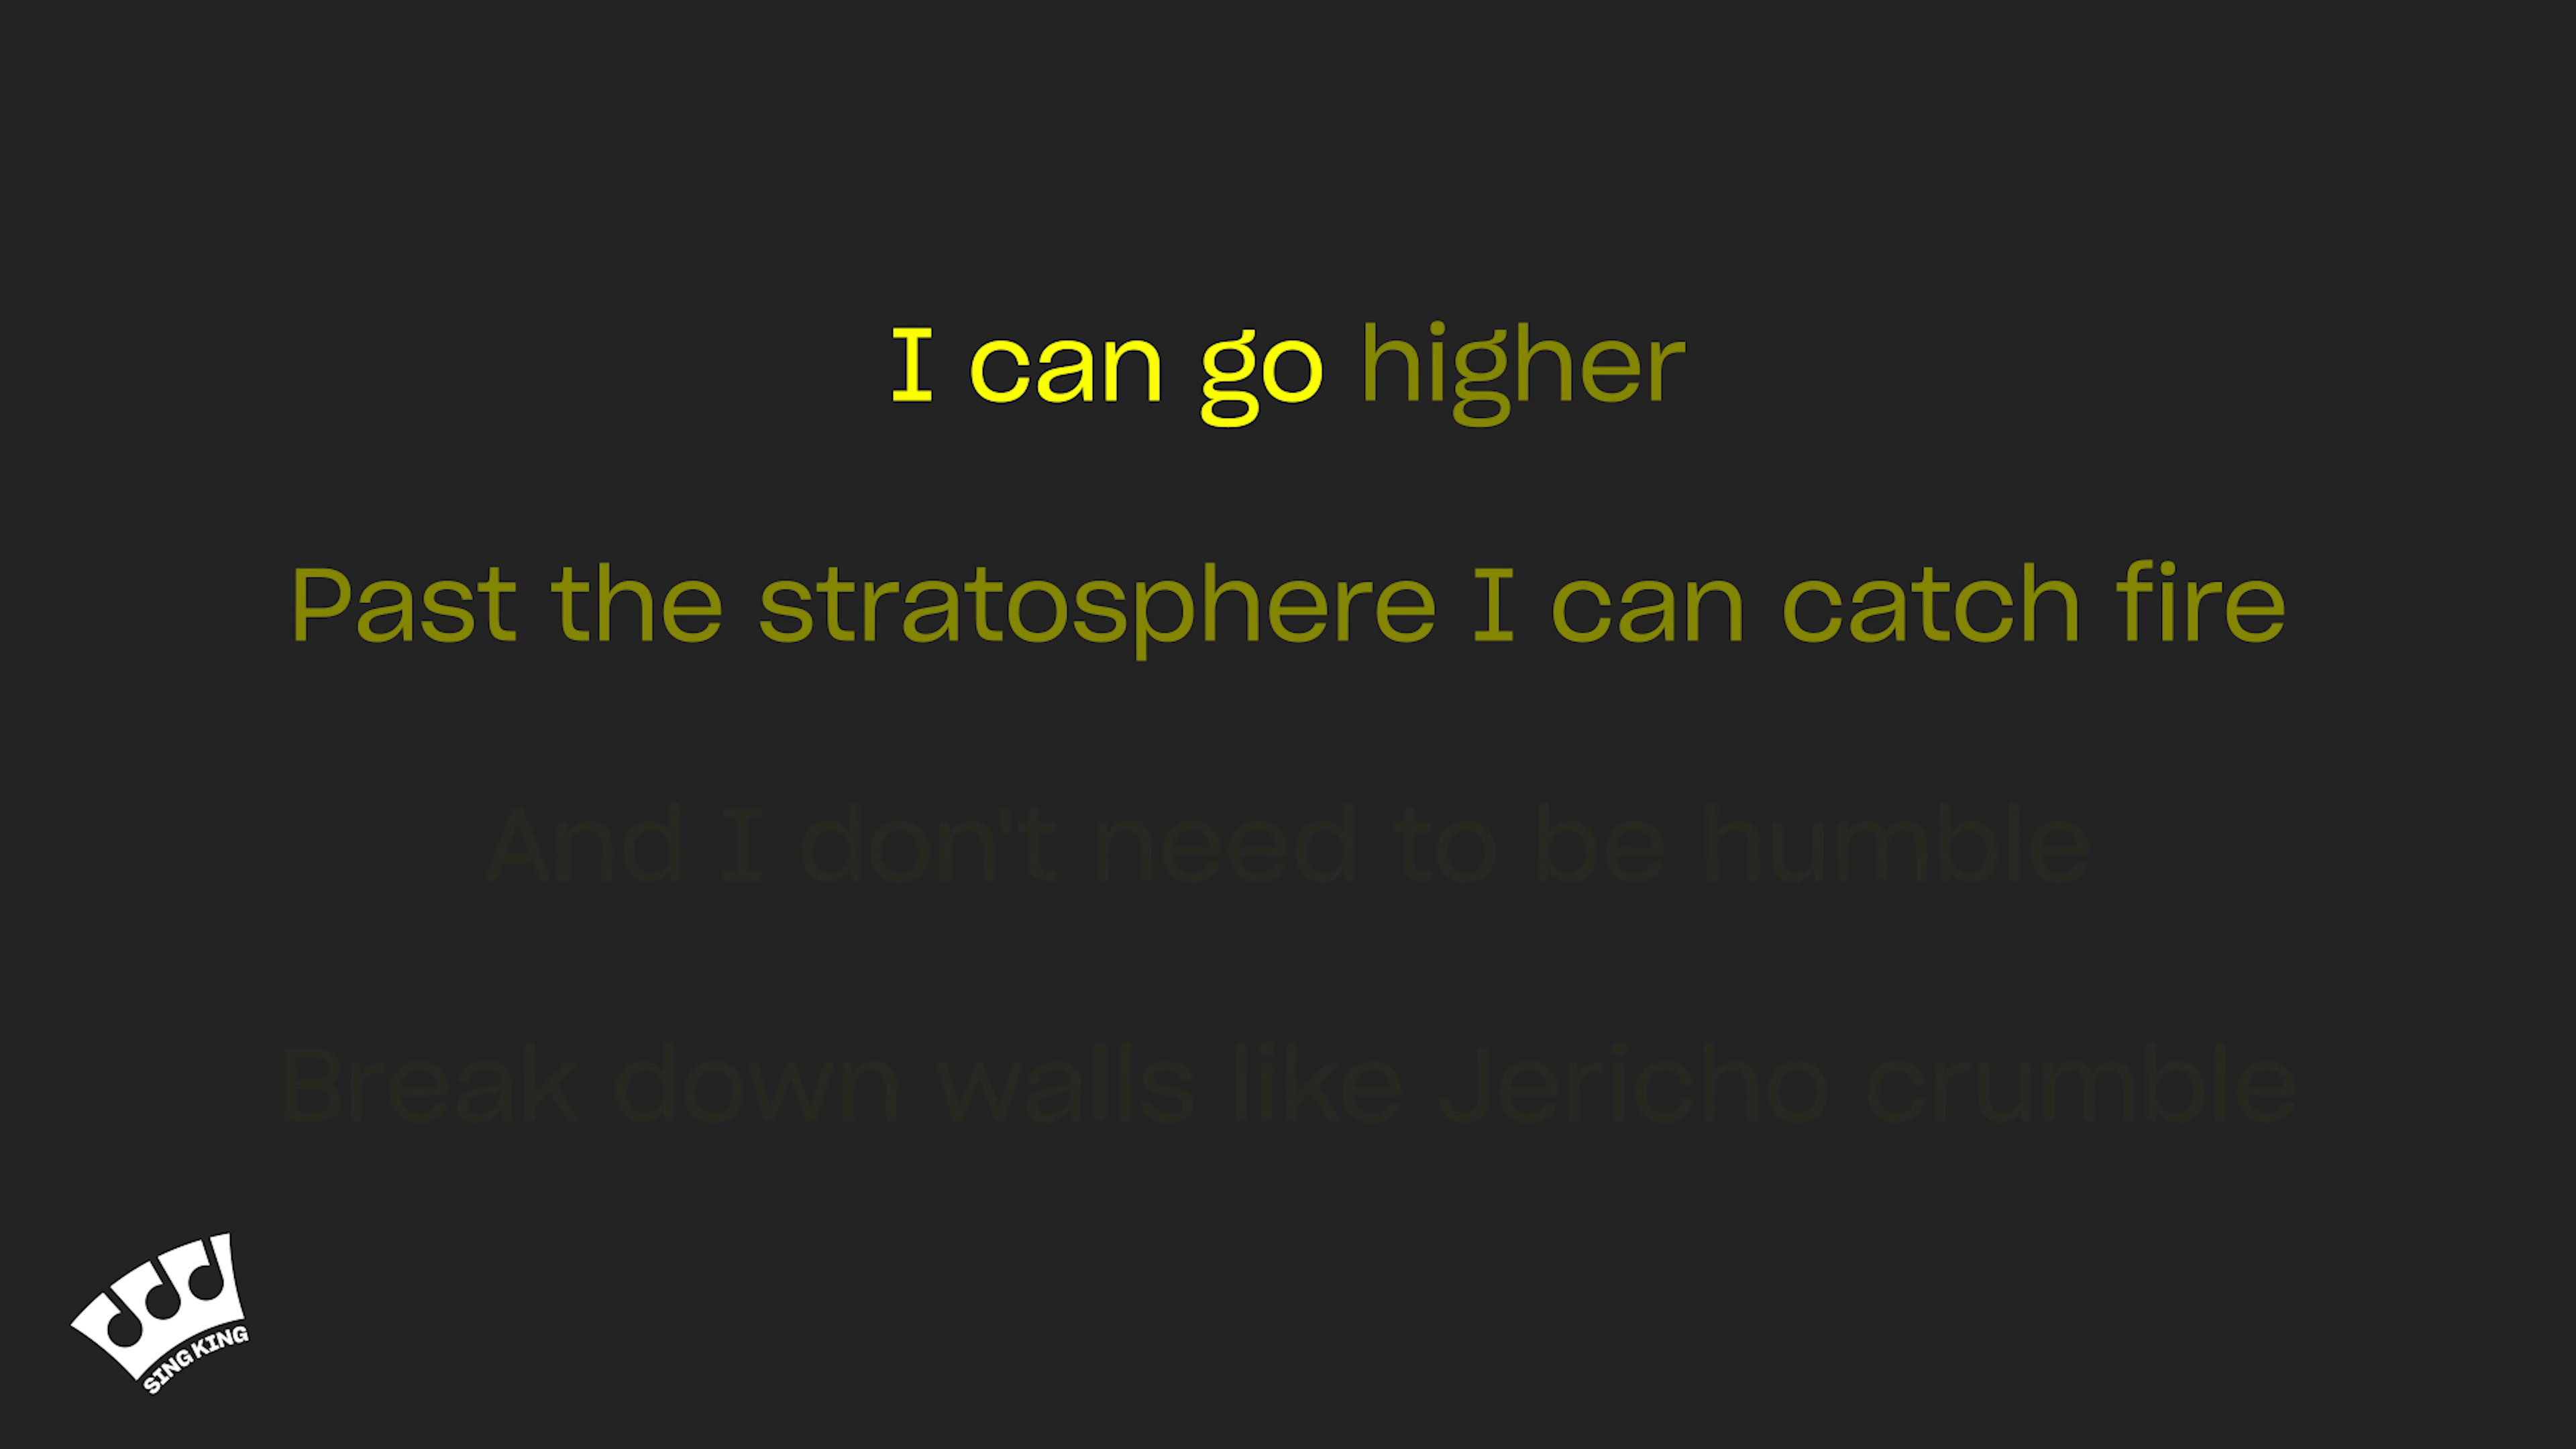 I can go higher
Past the stratosphere I can catch fire
And I don't need to be humble
Break down walls like Jericho crumble
SING KING